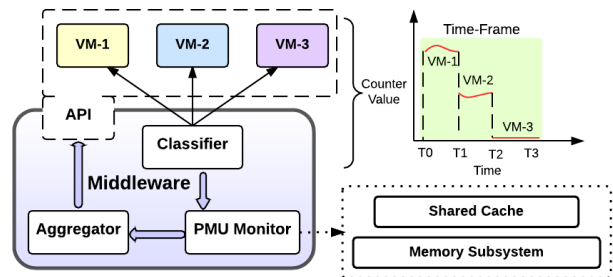 VM-1
VM-2
VM-3
API
Classifier
Middleware
Aggregator
PMU Monitor
Counter
Value
Time-Frame
VM-1
VM-2
VM-3
T0 T1 T2 T3
Time
Shared Cache
Memory Subsystem